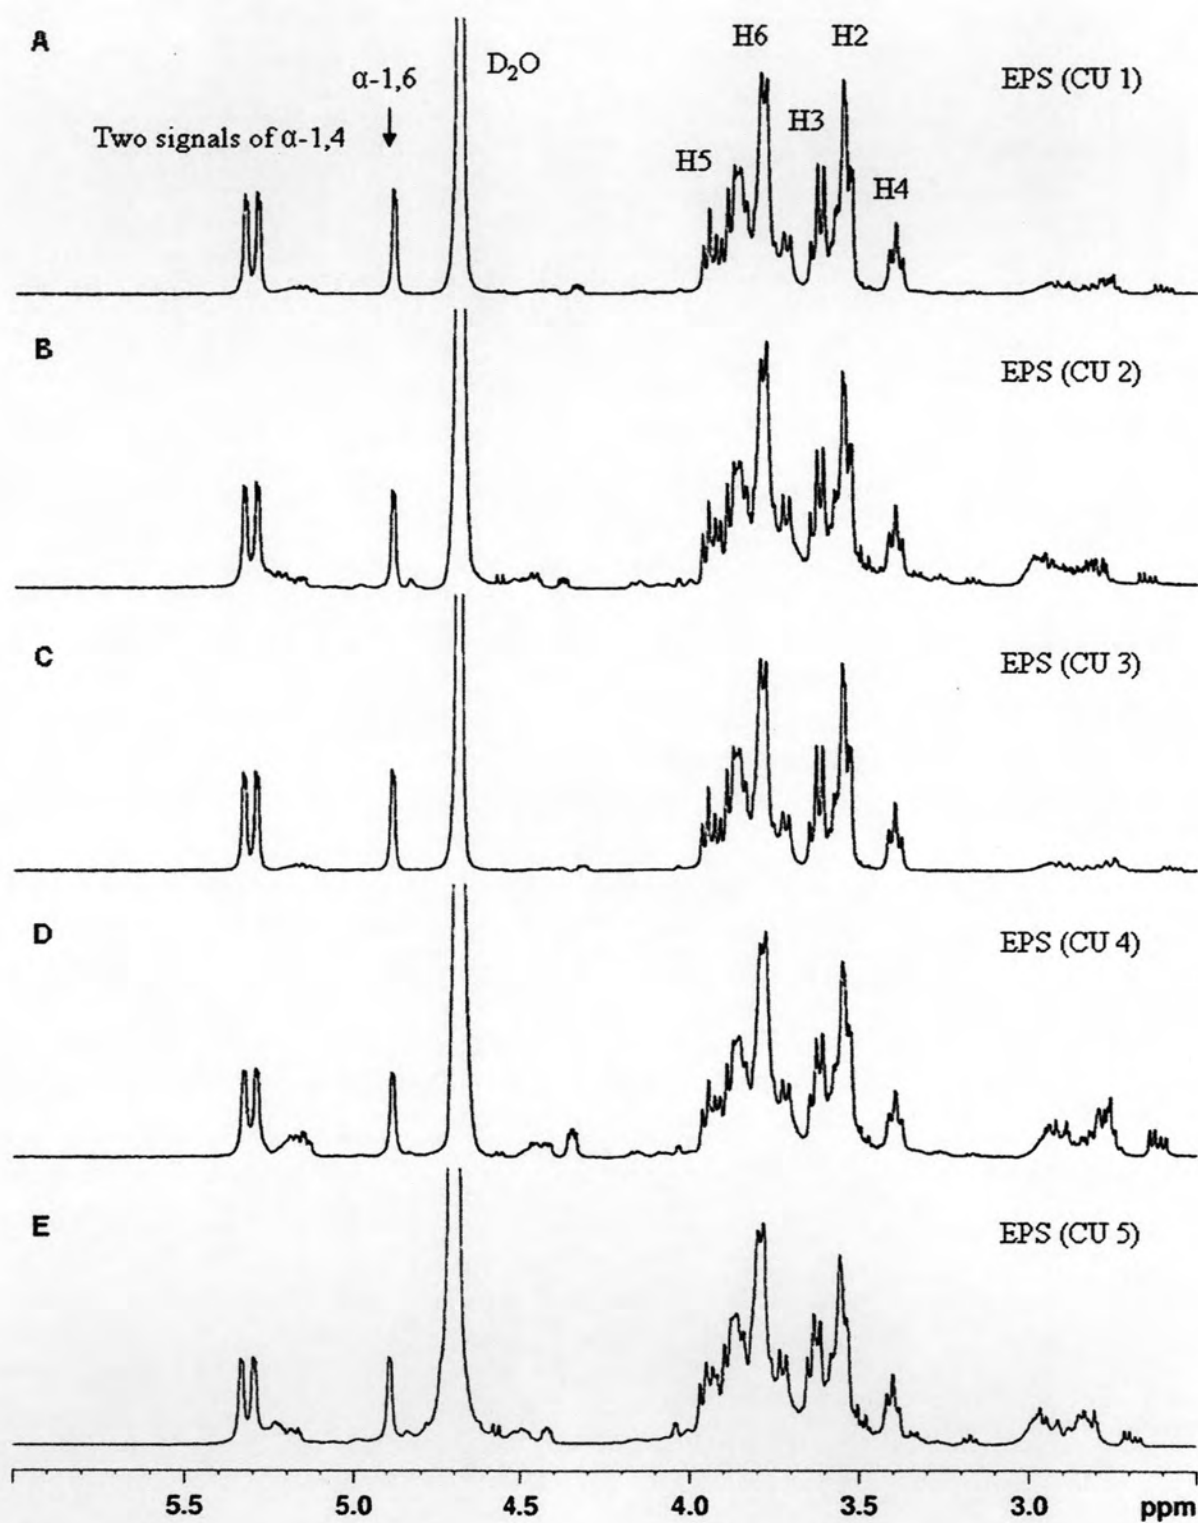 A
H6
H2
D₂O
α-1,6
EPS (CU 1)
H3
Two signals of α-1,4
H5
H4
B
EPS (CU 2)
C
EPS (CU 3)
D
EPS (CU 4)
E
EPS (CU 5)
5.5 5.0 4.5 4.0 3.5 3.0 ppm